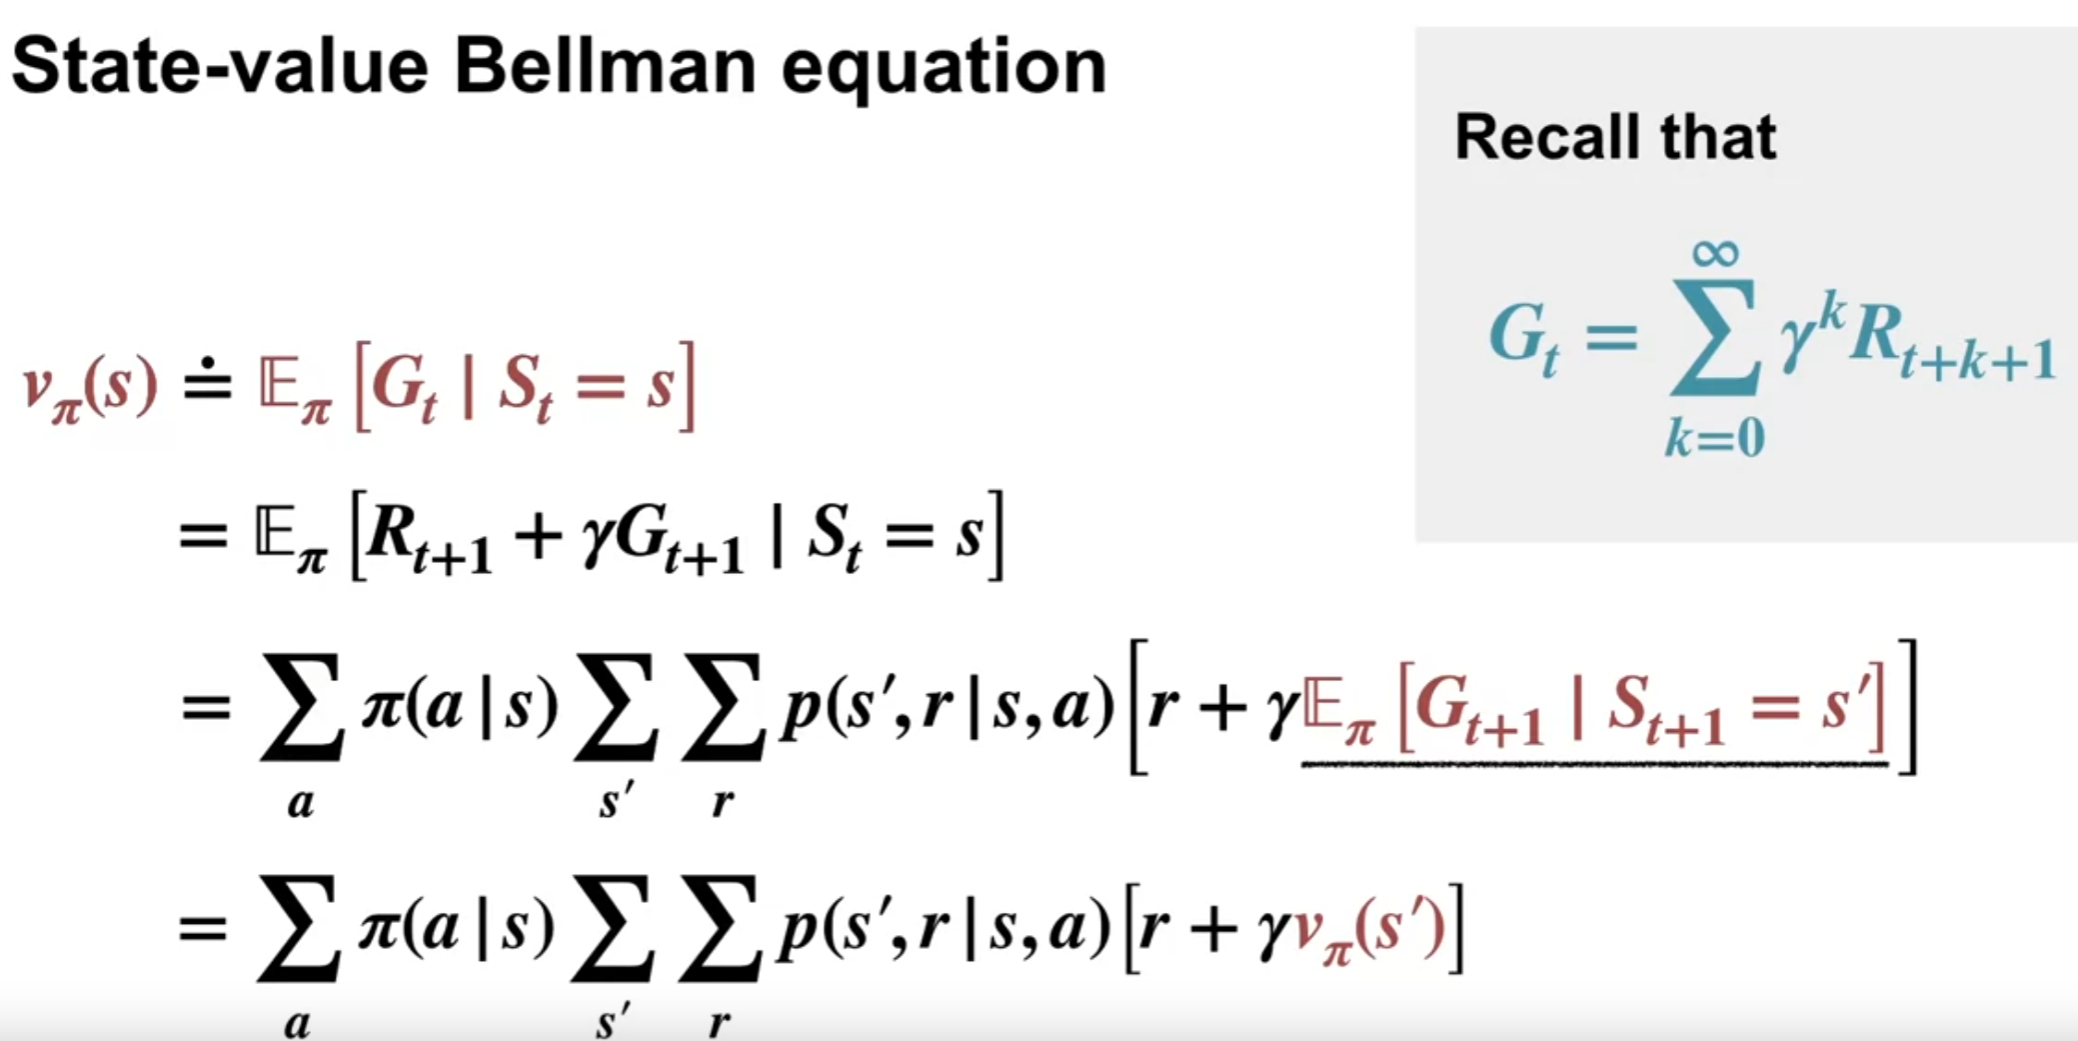 State-value Bellman equation
Recall that
G_t = ∑_{k=0}^{∞} γ^k R_{t+k+1}
v_π(s) ≐ 𝔼_π [G_t | S_t = s]
= 𝔼_π [R_{t+1} + γG_{t+1} | S_t = s]
= ∑_a π(a|s) ∑_{s′} ∑_r p(s′, r|s, a) [r + γ𝔼_π [G_{t+1} | S_{t+1} = s′]]
= ∑_a π(a|s) ∑_{s′} ∑_r p(s′, r|s, a) [r + γv_π(s′)]